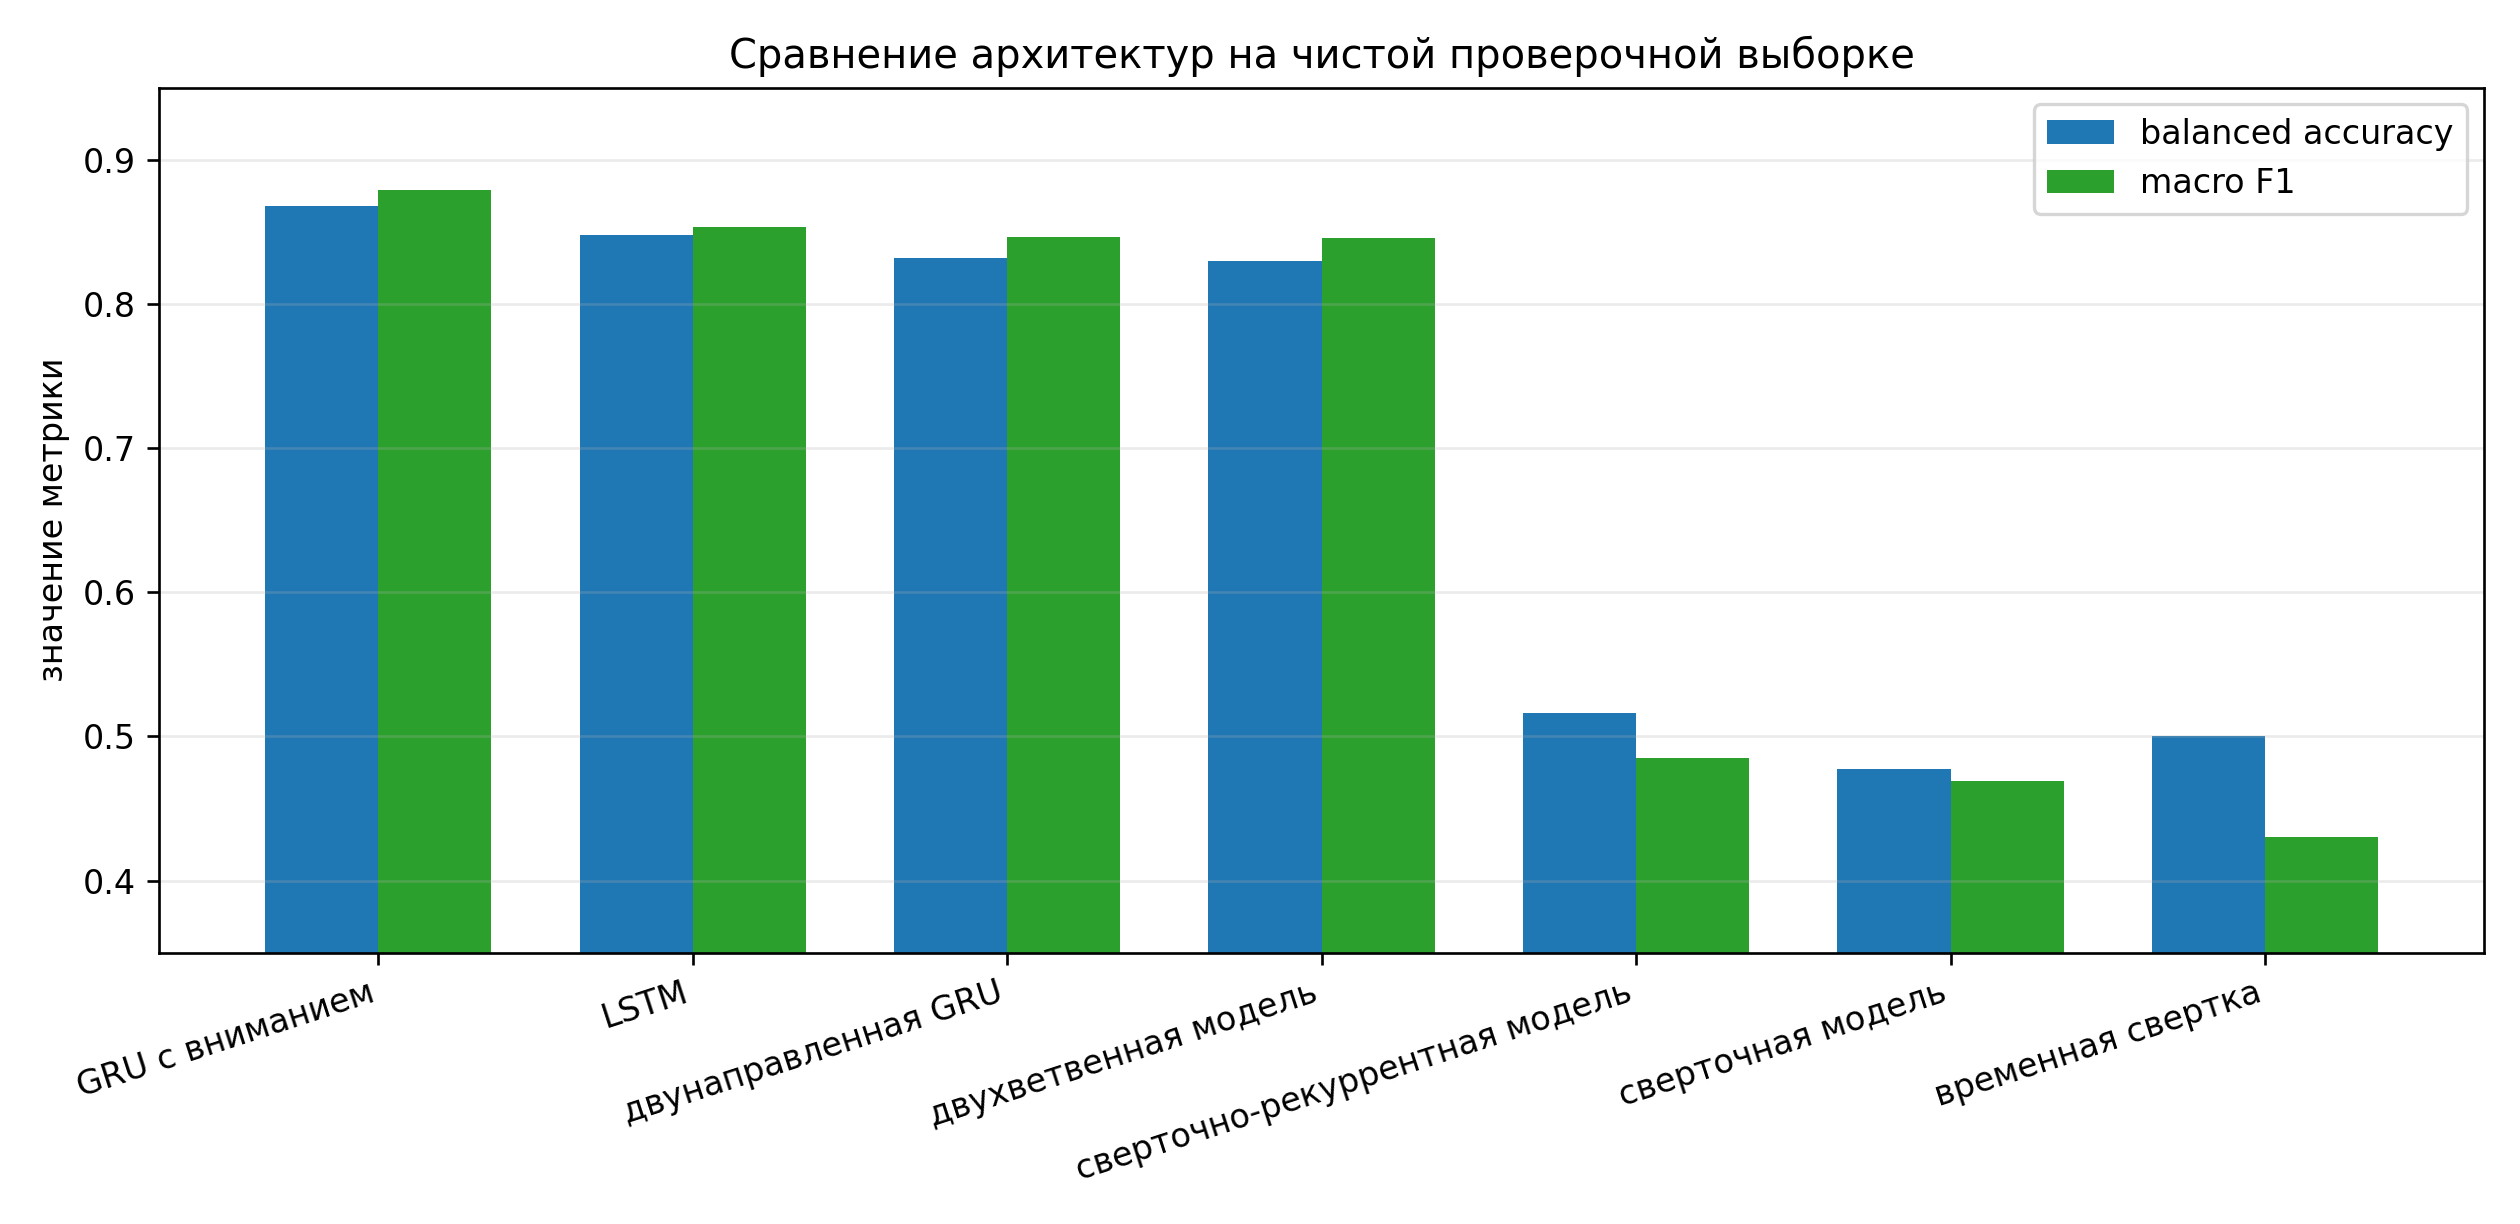 Сравнение архитектур на чистой проверочной выборке
balanced accuracy
macro F1
значение метрики
0.9
0.8
0.7
0.6
0.5
0.4
GRU с вниманием
LSTM
двунаправленная GRU
двухветвенная модель
сверточно-рекуррентная модель
сверточная модель
временная свертка